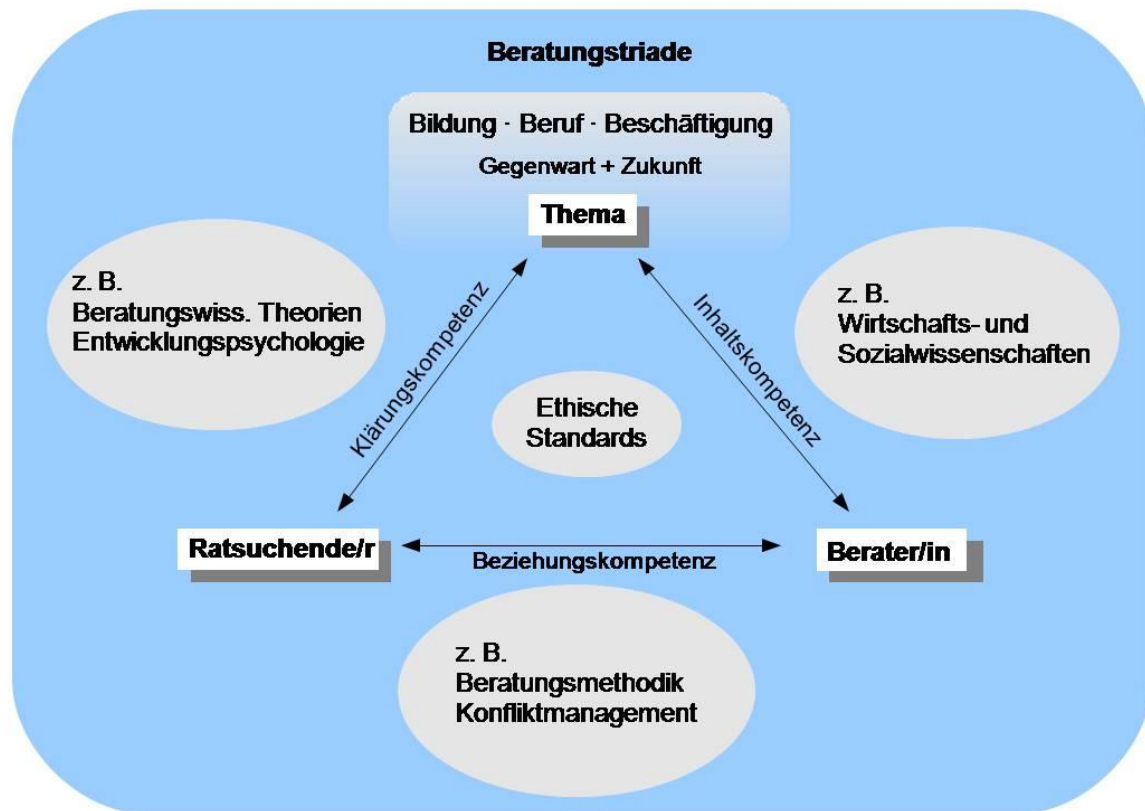 Beratungstriade
Bildung · Beruf · Beschäftigung
Gegenwart + Zukunft
Thema
z. B.
Beratungswiss. Theorien
Entwicklungspsychologie
Klärungskompetenz
Inhaltskompetenz
z. B.
Wirtschafts- und
Sozialwissenschaften
Ethische
Standards
Ratsuchende/r
Beziehungskompetenz
Berater/in
z. B.
Beratungsmethodik
Konfliktmanagement